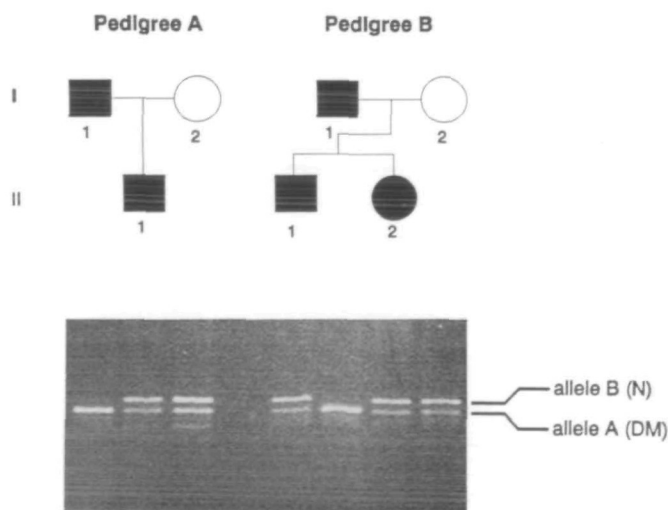 Pedigree A
Pedigree B
I
1
2
1
2
II
1
1
2
allele B (N)
allele A (DM)